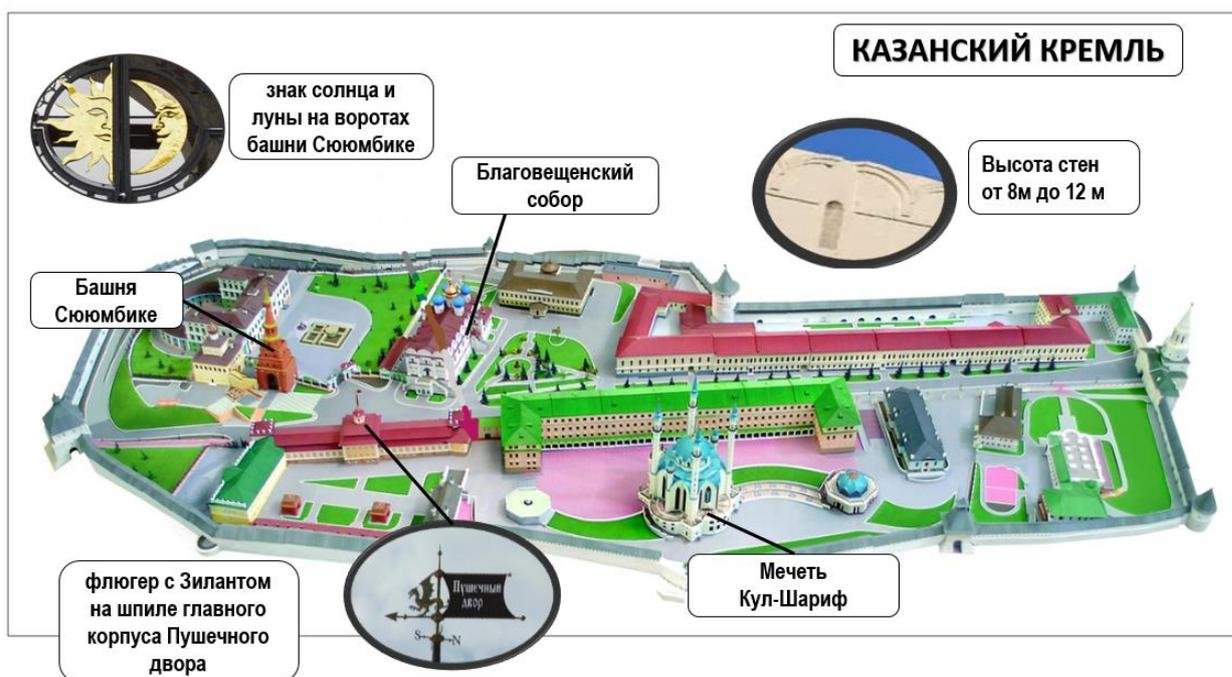 КАЗАНСКИЙ КРЕМЛЬ
знак солнца и
луны на воротах
башни Сююмбике
Благовещенский
собор
Высота стен
от 8м до 12 м
Башня
Сююмбике
флюгер с Зилантом
на шпиле главного
корпуса Пушечного
двора
Пушечный
двор
S N
Мечеть
Кул-Шариф